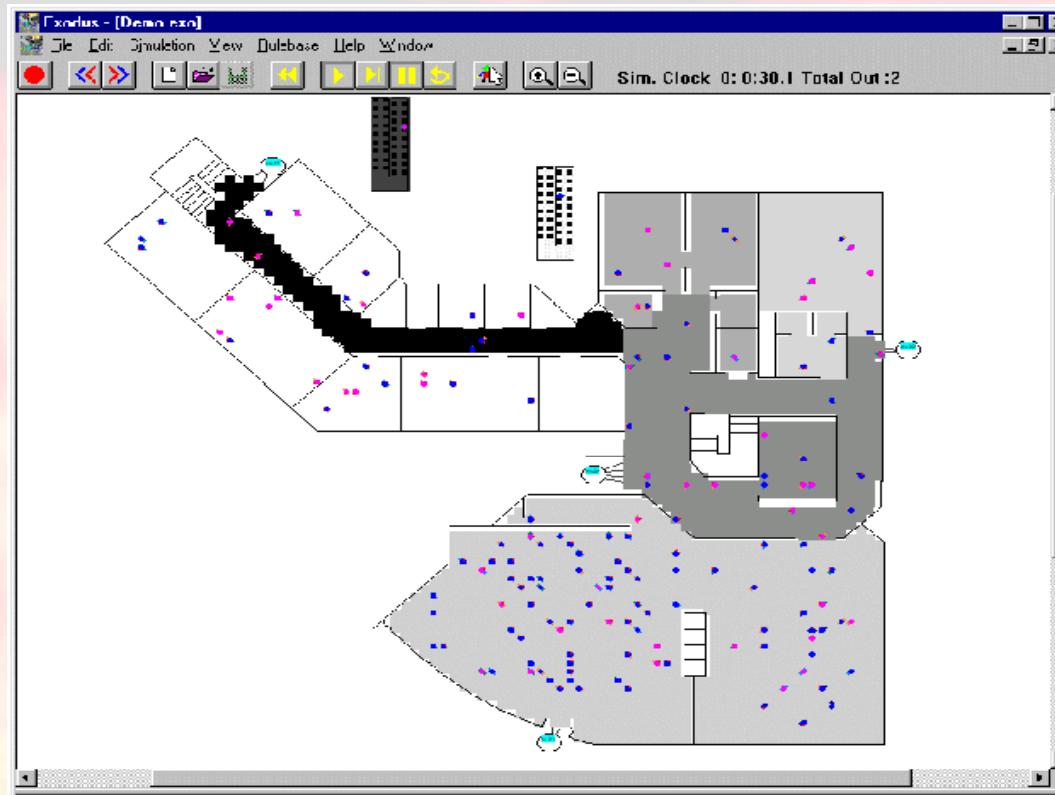 Exodus - [Demo exo]
File Edit Simulation View Rulebase Help Window
Sim. Clock 0: 0:30.1 Total Out :2